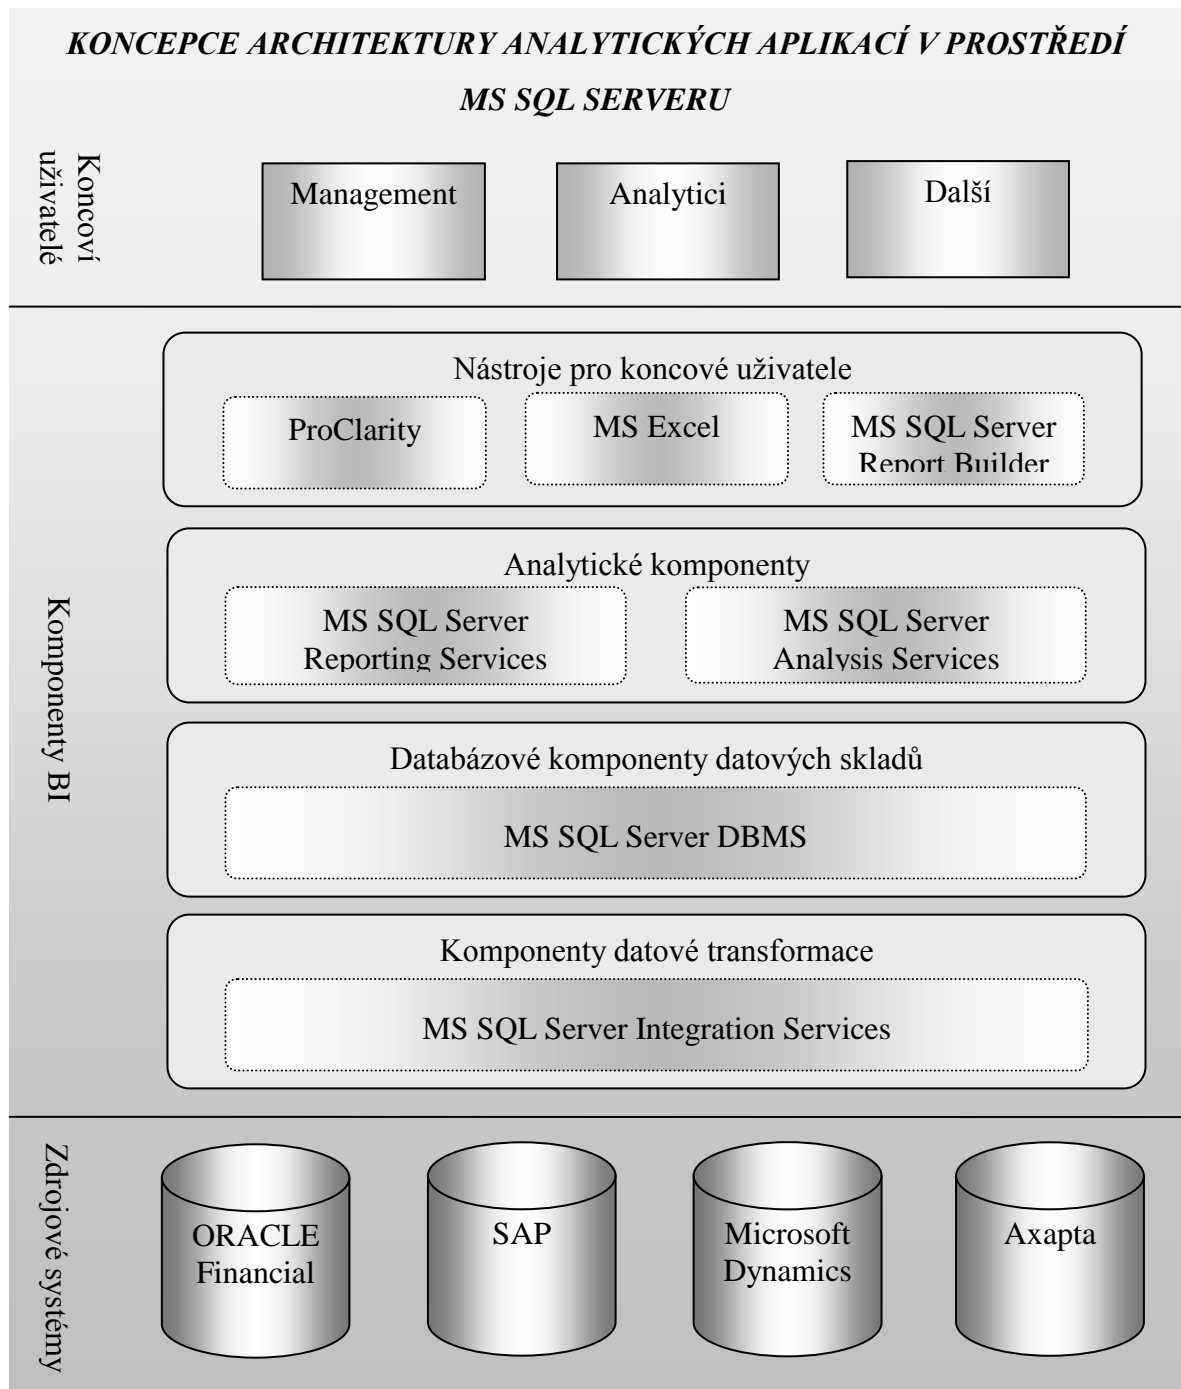 KONCEPCE ARCHITEKTURY ANALYTICKÝCH APLIKACÍ V PROSTŘEDÍ
MS SQL SERVERU
Koncoví
uživatelé
Management
Analytici
Další
Komponenty BI
Nástroje pro koncové uživatele
ProClarity
MS Excel
MS SQL Server
Report Builder
Analytické komponenty
MS SQL Server
Reporting Services
MS SQL Server
Analysis Services
Databázové komponenty datových skladů
MS SQL Server DBMS
Komponenty datové transformace
MS SQL Server Integration Services
Zdrojové systémy
ORACLE
Financial
SAP
Microsoft
Dynamics
Axapta